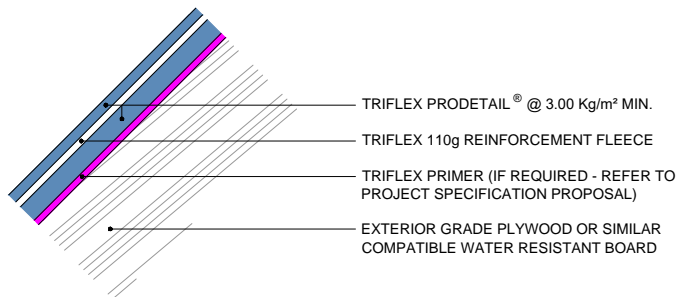 TRIFLEX PRODETAIL® @ 3.00 Kg/m² MIN.
TRIFLEX 110g REINFORCEMENT FLEECE
TRIFLEX PRIMER (IF REQUIRED - REFER TO
PROJECT SPECIFICATION PROPOSAL)
EXTERIOR GRADE PLYWOOD OR SIMILAR
COMPATIBLE WATER RESISTANT BOARD